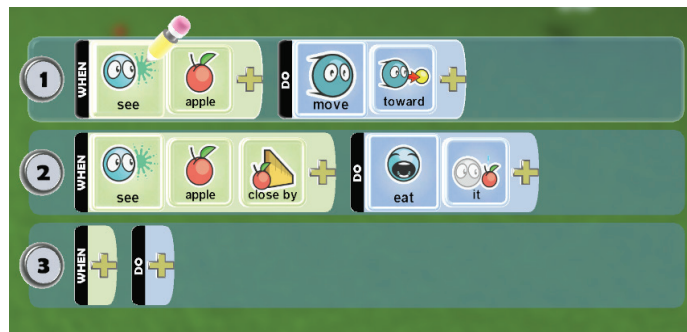 1 WHEN see apple DO move toward
2 WHEN see apple close by DO eat it
3 WHEN DO